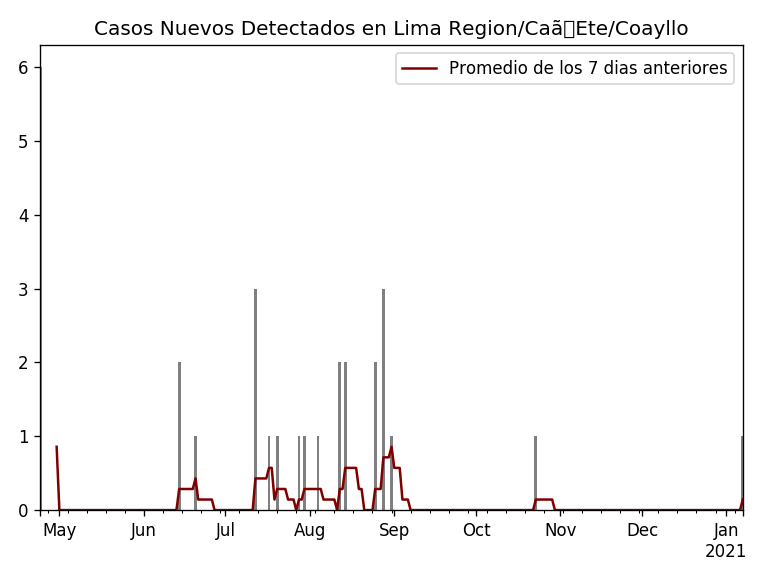 Casos Nuevos Detectados en Lima Region/Caã▯Ete/Coayllo
Promedio de los 7 dias anteriores
6
5
4
3
2
1
0
May Jun Jul Aug Sep Oct Nov Dec Jan
2021